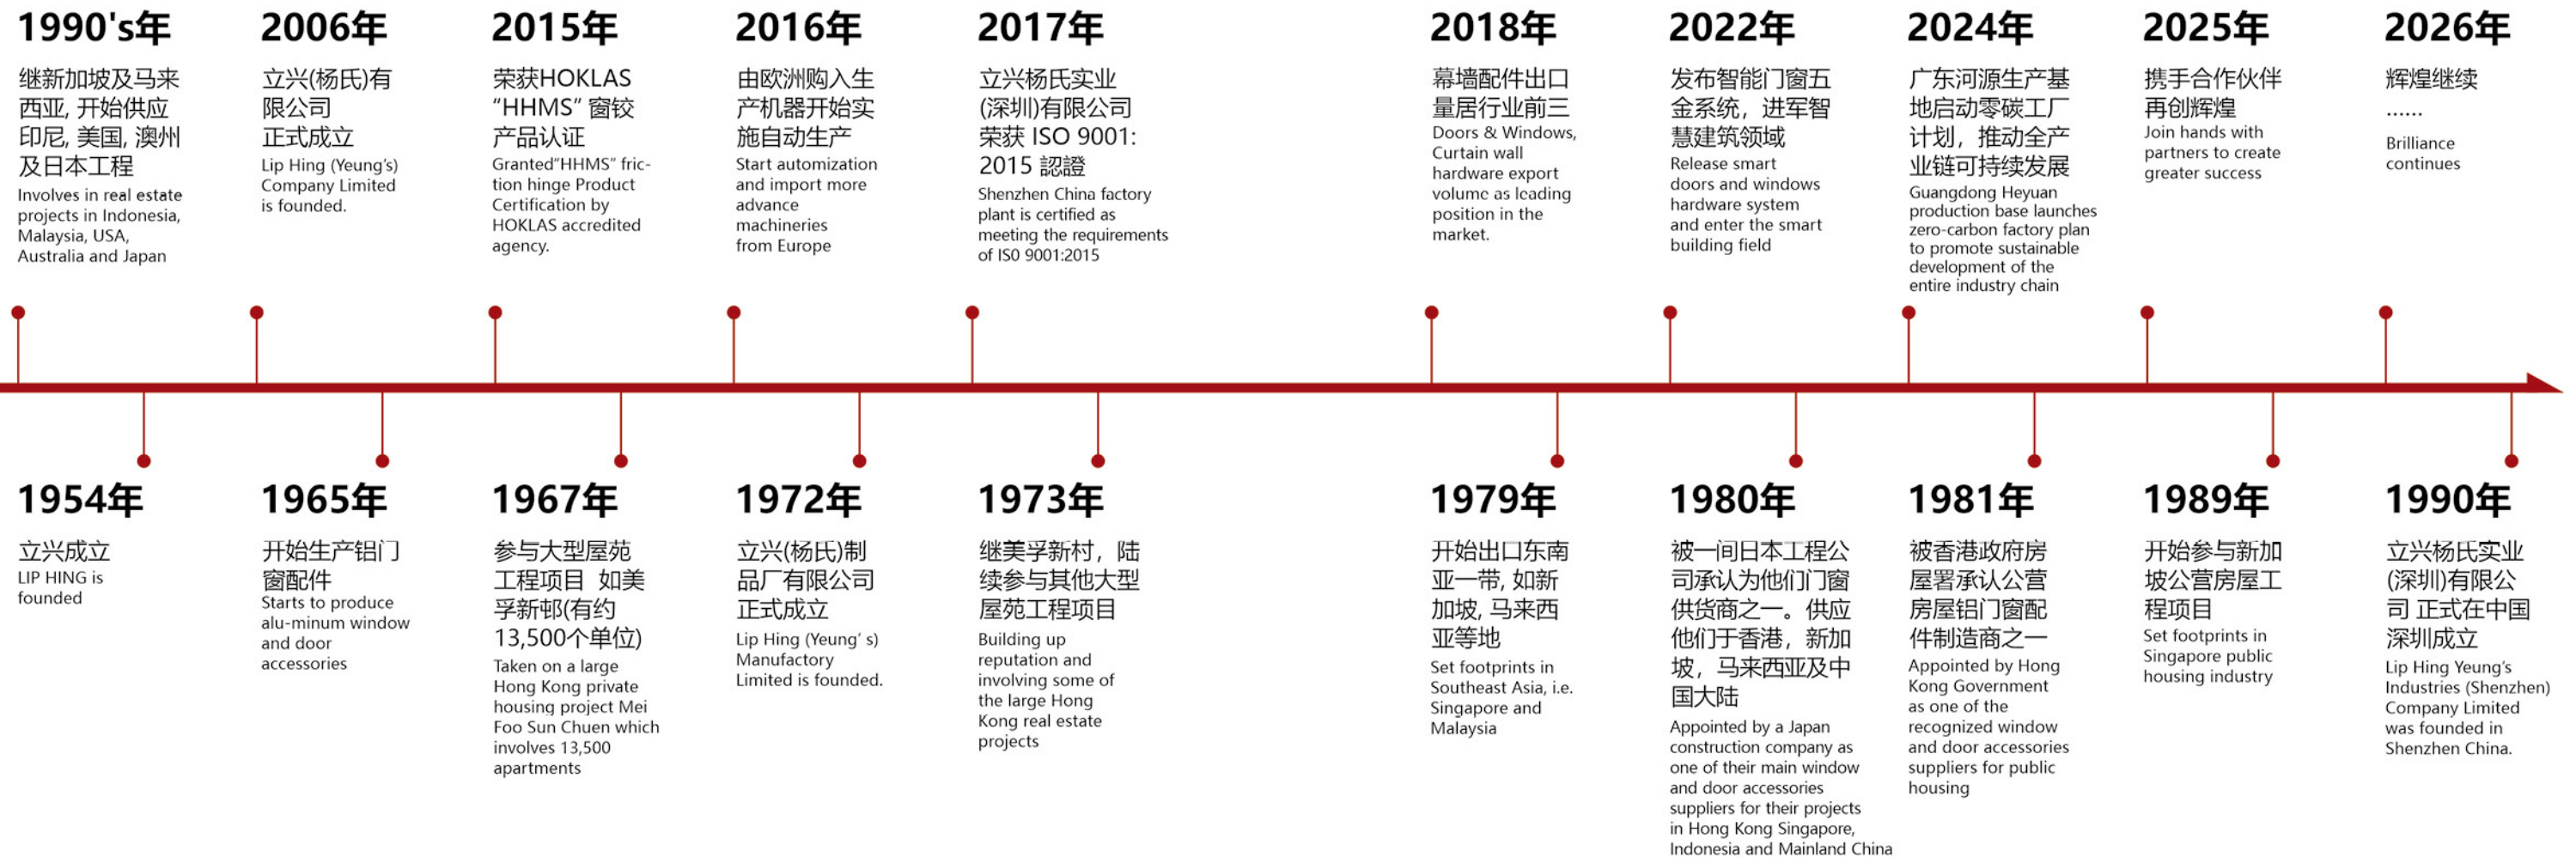 1990's年
继新加坡及马来
西亚, 开始供应
印尼, 美国, 澳州
及日本工程
Involves in real estate
projects in Indonesia,
Malaysia, USA,
Australia and Japan
2006年
立兴(杨氏)有
限公司
正式成立
Lip Hing (Yeung's)
Company Limited
is founded.
2015年
荣获HOKLAS
“HHMS” 窗铰
产品认证
Granted“HHMS” fric-
tion hinge Product
Certification by
HOKLAS accredited
agency.
2016年
由欧洲购入生
产机器开始实
施自动生产
Start automization
and import more
advance
machineries
from Europe
2017年
立兴杨氏实业
(深圳)有限公司
荣获 ISO 9001:
2015 認證
Shenzhen China factory
plant is certified as
meeting the requirements
of IS0 9001:2015
2018年
幕墙配件出口
量居行业前三
Doors & Windows,
Curtain wall
hardware export
volume as leading
position in the
market.
2022年
发布智能门窗五
金系统，进军智
慧建筑领域
Release smart
doors and windows
hardware system
and enter the smart
building field
2024年
广东河源生产基
地启动零碳工厂
计划，推动全产
业链可持续发展
Guangdong Heyuan
production base launches
zero-carbon factory plan
to promote sustainable
development of the
entire industry chain
2025年
携手合作伙伴
再创辉煌
Join hands with
partners to create
greater success
2026年
辉煌继续
......
Brilliance
continues
1954年
立兴成立
LIP HING is
founded
1965年
开始生产铝门
窗配件
Starts to produce
alu-minum window
and door
accessories
1967年
参与大型屋苑
工程项目 如美
孚新邨(有约
13,500个单位)
Taken on a large
Hong Kong private
housing project Mei
Foo Sun Chuen which
involves 13,500
apartments
1972年
立兴(杨氏)制
品厂有限公司
正式成立
Lip Hing (Yeung' s)
Manufactory
Limited is founded.
1973年
继美孚新村，陆
续参与其他大型
屋苑工程项目
Building up
reputation and
involving some of
the large Hong
Kong real estate
projects
1979年
开始出口东南
亚一带, 如新
加坡, 马来西
亚等地
Set footprints in
Southeast Asia, i.e.
Singapore and
Malaysia
1980年
被一间日本工程公
司承认为他们门窗
供货商之一。供应
他们于香港，新加
坡，马来西亚及中
国大陆
Appointed by a Japan
construction company as
one of their main window
and door accessories
suppliers for their projects
in Hong Kong Singapore,
Indonesia and Mainland China
1981年
被香港政府房
屋署承认公营
房屋铝门窗配
件制造商之一
Appointed by Hong
Kong Government
as one of the
recognized window
and door accessories
suppliers for public
housing
1989年
开始参与新加
坡公营房屋工
程项目
Set footprints in
Singapore public
housing industry
1990年
立兴杨氏实业
(深圳)有限公
司 正式在中国
深圳成立
Lip Hing Yeung's
Industries (Shenzhen)
Company Limited
was founded in
Shenzhen China.